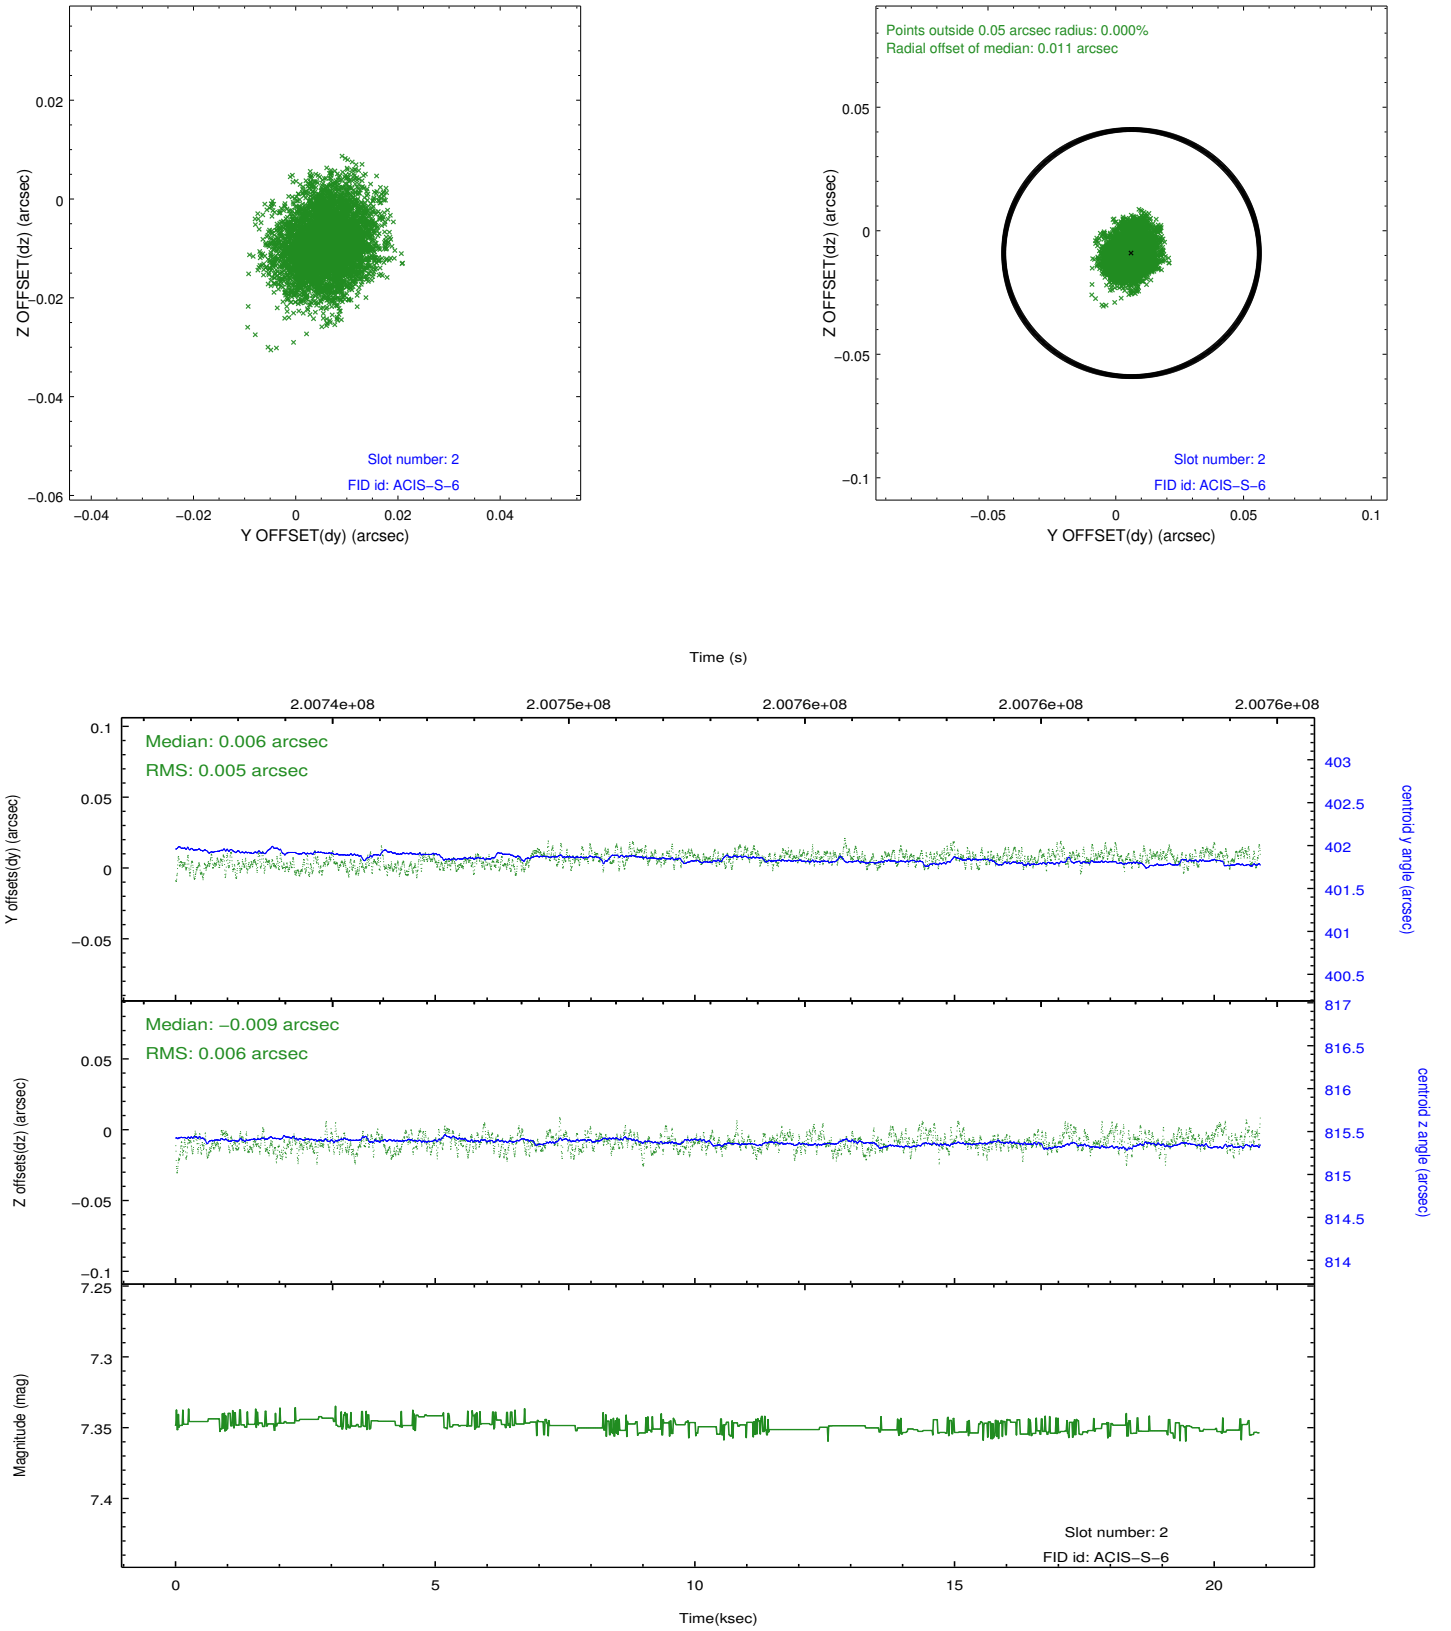 0.02
0
−0.02
−0.04
−0.06
Z OFFSET(dz) (arcsec)
Slot number: 2
FID id: ACIS−S−6
−0.04 −0.02 0 0.02 0.04
Y OFFSET(dy) (arcsec)
Points outside 0.05 arcsec radius: 0.000%
Radial offset of median: 0.011 arcsec
0.05
0
−0.05
−0.1
Z OFFSET(dz) (arcsec)
Slot number: 2
FID id: ACIS−S−6
−0.05 0 0.05 0.1
Y OFFSET(dy) (arcsec)
Time (s)
2.0074e+08 2.0075e+08 2.0076e+08 2.0076e+08 2.0076e+08
Median: 0.006 arcsec
RMS: 0.005 arcsec
0.1
0.05
0
−0.05
Y offsets(dy) (arcsec)
403
402.5
402
401.5
401
400.5
centroid y angle (arcsec)
Median: −0.009 arcsec
RMS: 0.006 arcsec
0.05
0
−0.05
−0.1
Z offsets(dz) (arcsec)
817
816.5
816
815.5
815
814.5
814
centroid z angle (arcsec)
7.25
7.3
7.35
7.4
Magnitude (mag)
Slot number: 2
FID id: ACIS−S−6
0 5 10 15 20
Time(ksec)